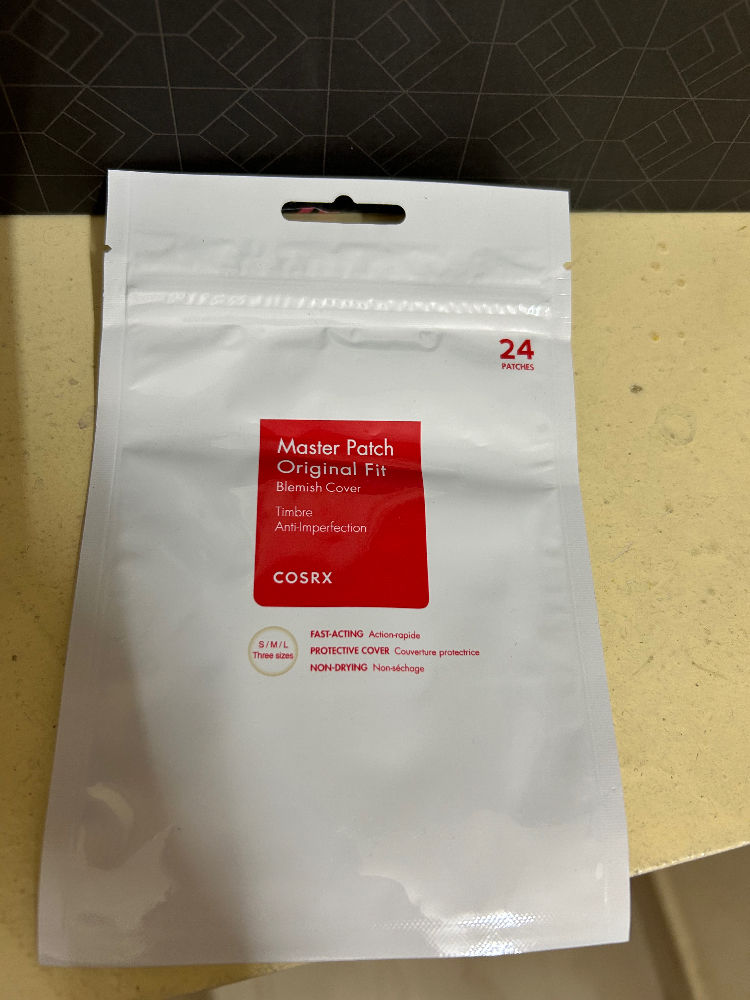 24
PATCHES
Master Patch
Original Fit
Blemish Cover
Timbre
Anti-Imperfection
COSRX
S/M/L
Three sizes
FAST-ACTING Action-rapide
PROTECTIVE COVER Couverture protectrice
NON-DRYING Non-séchage